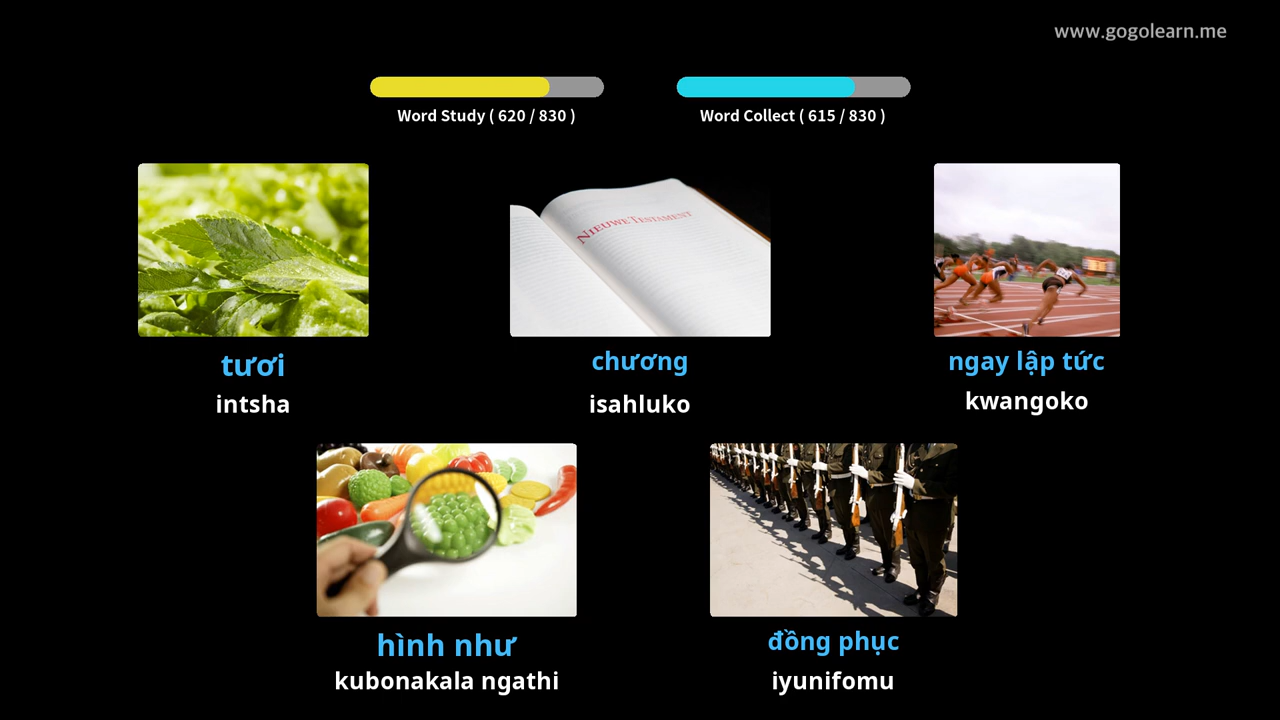 www.gogolearn.me
Word Study ( 620 / 830 )
Word Collect ( 615 / 830 )
NIEUWE TESTAMENT
tươi
intsha
chương
isahluko
ngay lập tức
kwangoko
hình như
kubonakala ngathi
đồng phục
iyunifomu